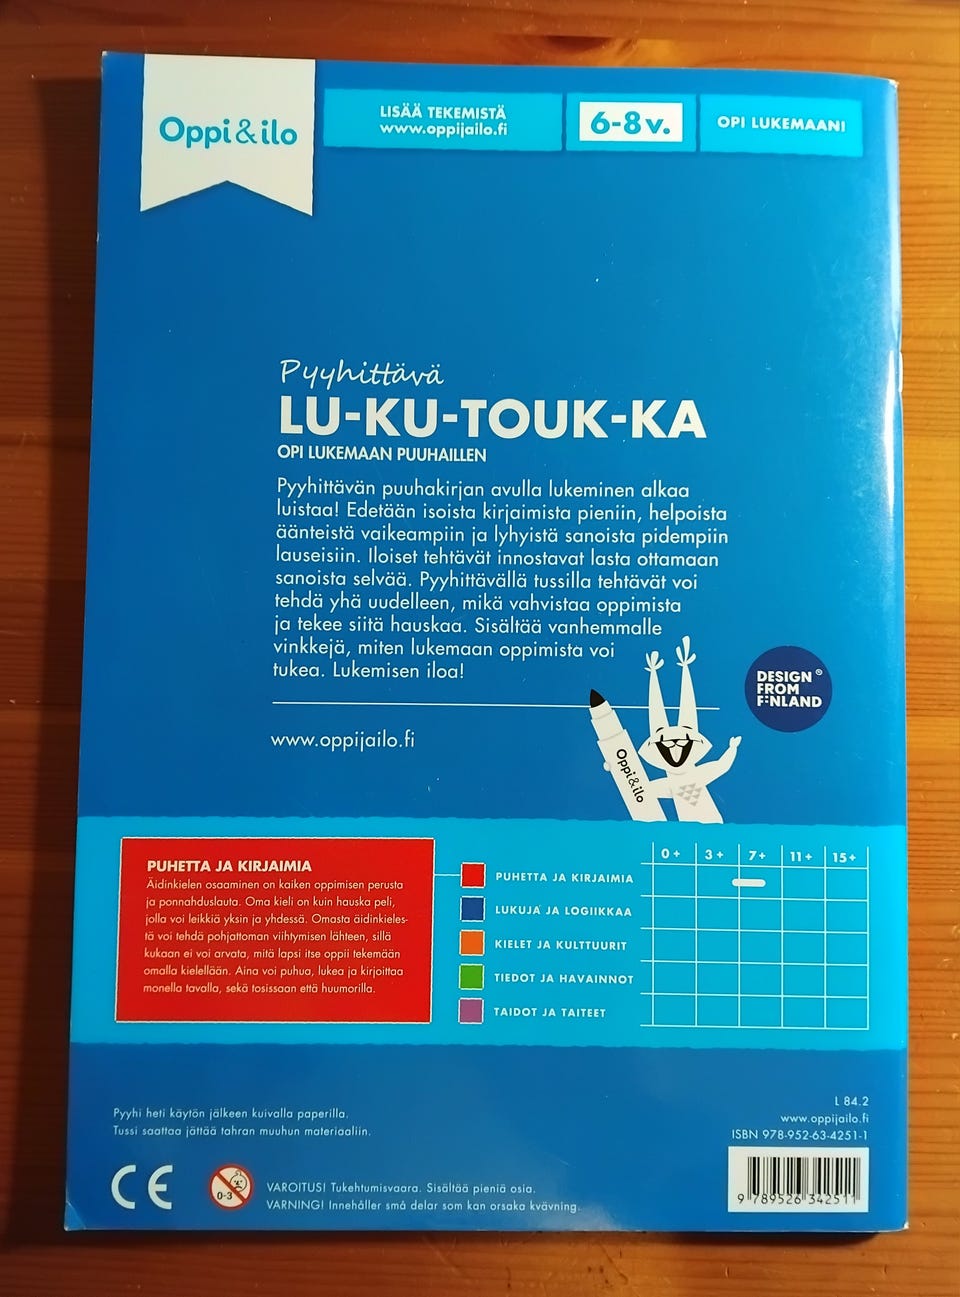 Oppi&ilo
LISÄÄ TEKEMISTÄ
www.oppijailo.fi
6-8 v.
OPI LUKEMAAN!
Pyyhittävä
LU-KU-TOUK-KA
OPI LUKEMAAN PUUHAILLEN
Pyyhittävän puuhakirjan avulla lukeminen alkaa
luistaa! Edetään isoista kirjaimista pieniin, helpoista
äänteistä vaikeampiin ja lyhyistä sanoista pidempiin
lauseisiin. Iloiset tehtävät innostavat lasta ottamaan
sanoista selvää. Pyyhittävällä tussilla tehtävät voi
tehdä yhä uudelleen, mikä vahvistaa oppimista
ja tekee siitä hauskaa. Sisältää vanhemmalle
vinkkejä, miten lukemaan oppimista voi
tukea. Lukemisen iloa!
www.oppijailo.fi
Oppi&ilo
DESIGN ®
FROM
FINLAND
PUHETTA JA KIRJAIMIA
Äidinkielen osaaminen on kaiken oppimisen perusta
ja ponnahduslauta. Oma kieli on kuin hauska peli,
jolla voi leikkiä yksin ja yhdessä. Omasta äidinkieles-
tä voi tehdä pohjattoman viihtymisen lähteen, sillä
kukaan ei voi arvata, mitä lapsi itse oppii tekemään
omalla kielellään. Aina voi puhua, lukea ja kirjoittaa
monella tavalla, sekä tosissaan että huumorilla.
0+ 3+ 7+ 11+ 15+
PUHETTA JA KIRJAIMIA
LUKUJA JA LOGIIKKAA
KIELET JA KULTTUURIT
TIEDOT JA HAVAINNOT
TAIDOT JA TAITEET
Pyyhi heti käytön jälkeen kuivalla paperilla.
Tussi saattaa jättää tahran muuhun materiaaliin.
CE
0-3
VAROITUS! Tukehtumisvaara. Sisältää pieniä osia.
VARNING! Innehåller små delar som kan orsaka kvävning.
L 84.2
www.oppijailo.fi
ISBN 978-952-63-4251-1
9 789526 342511